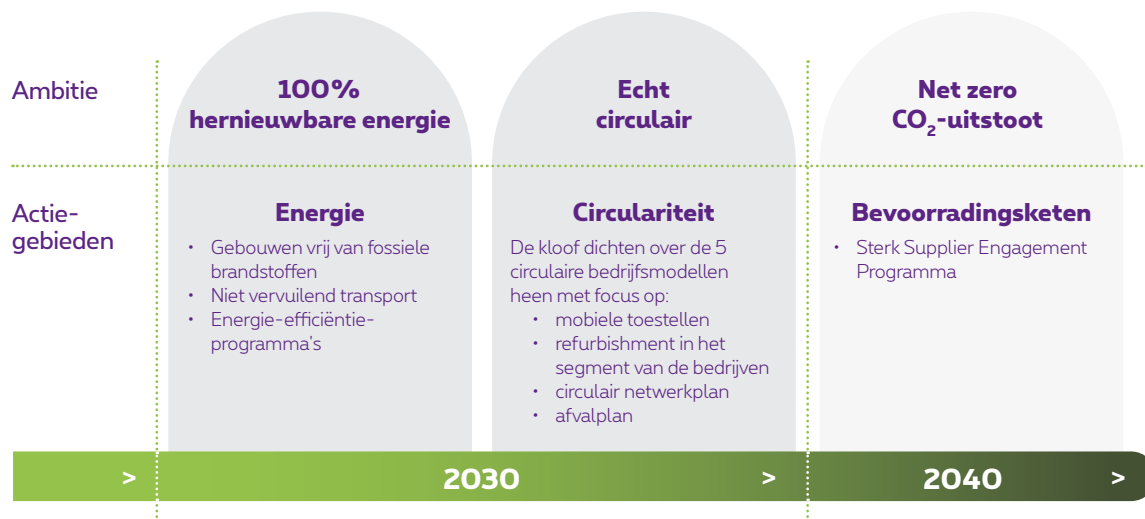 Ambitie
100%
hernieuwbare energie
Echt
circulair
Net zero
CO₂-uitstoot
Actie-
gebieden
Energie
• Gebouwen vrij van fossiele
brandstoffen
• Niet vervuilend transport
• Energie-efficiëntie-
programma's
Circulariteit
De kloof dichten over de 5
circulaire bedrijfsmodellen
heen met focus op:
• mobiele toestellen
• refurbishment in het
segment van de bedrijven
• circulair netwerkplan
• afvalplan
Bevoorradingsketen
• Sterk Supplier Engagement
Programma
> 2030 > 2040 >